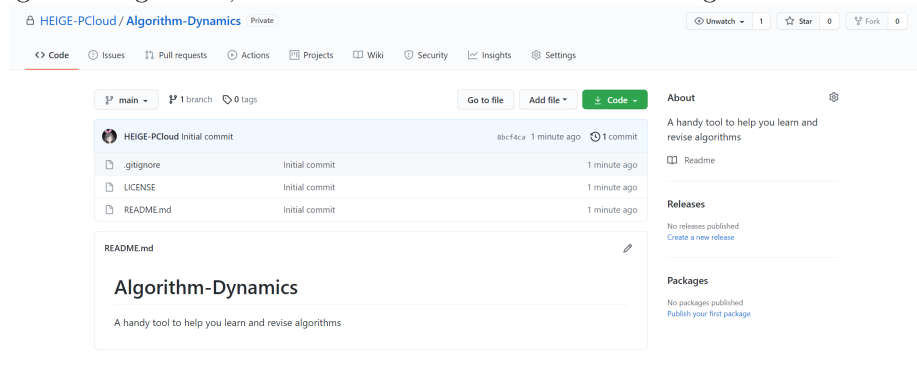 HEIGE-PCloud / Algorithm-Dynamics Private
Unwatch 1 Star 0 Fork 0
Code Issues Pull requests Actions Projects Wiki Security Insights Settings
main 1 branch 0 tags Go to file Add file Code
HEIGE-PCloud Initial commit 8bcf4ca 1 minute ago 1 commit
.gitignore Initial commit 1 minute ago
LICENSE Initial commit 1 minute ago
README.md Initial commit 1 minute ago
README.md
Algorithm-Dynamics
A handy tool to help you learn and revise algorithms
About
A handy tool to help you learn and
revise algorithms
Readme
Releases
No releases published
Create a new release
Packages
No packages published
Publish your first package